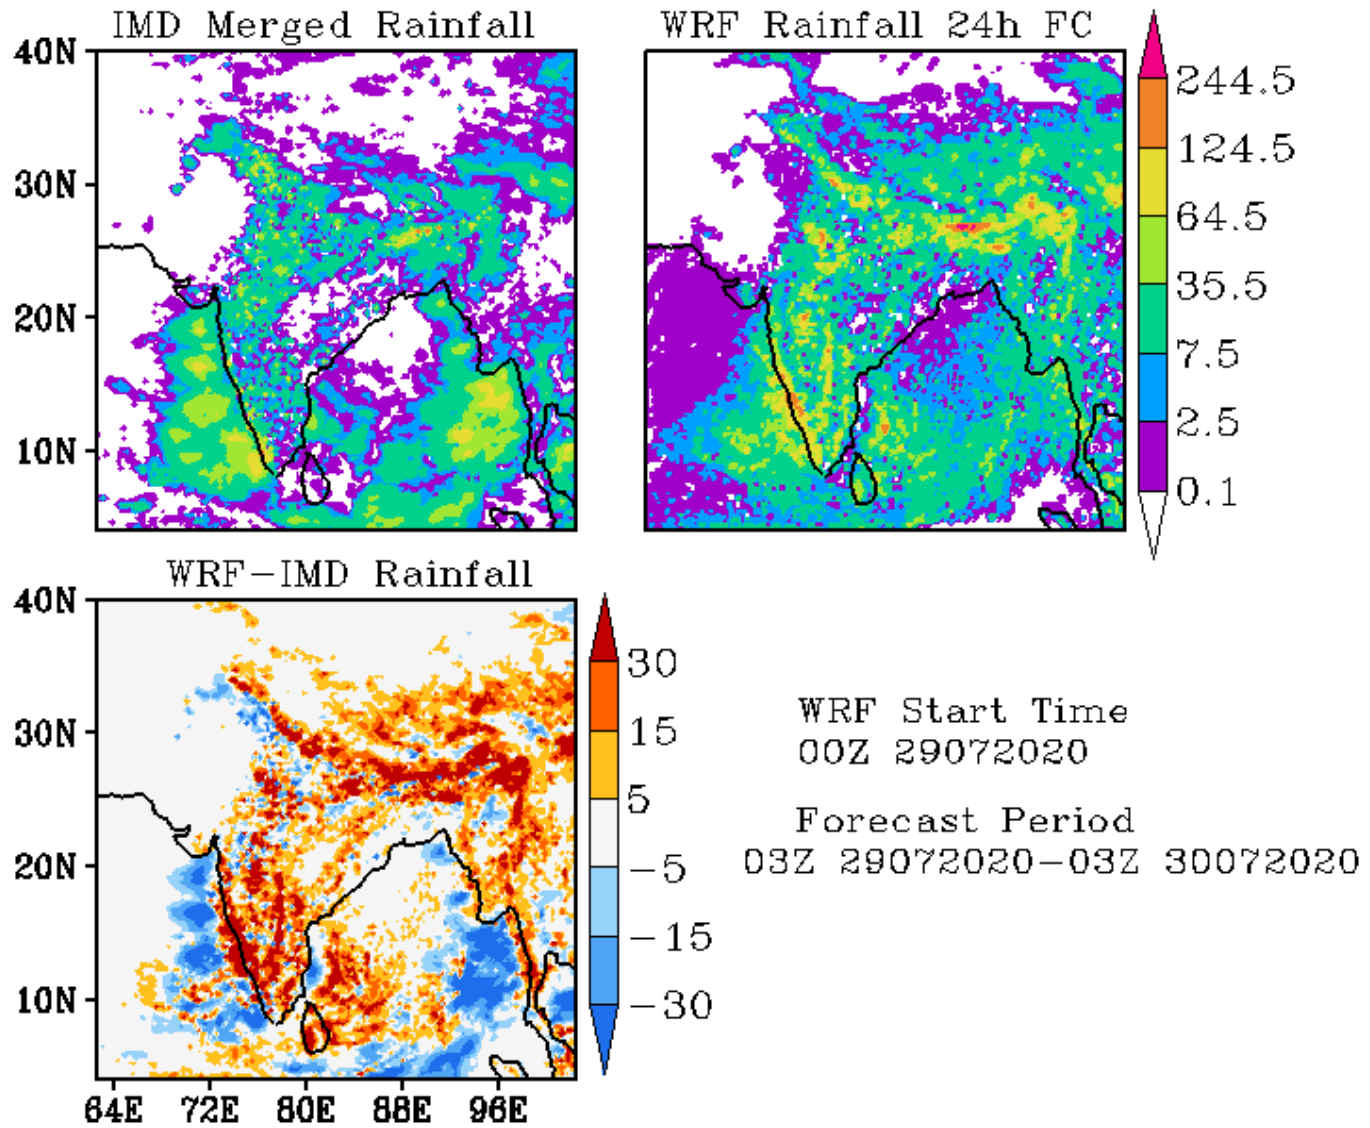 IMD Merged Rainfall
WRF Rainfall 24h FC
40N
30N
20N
10N
244.5
124.5
64.5
35.5
7.5
2.5
0.1
WRF-IMD Rainfall
40N
30N
20N
10N
64E 72E 80E 88E 96E
30
15
5
-5
-15
-30
WRF Start Time
00Z 29072020
Forecast Period
03Z 29072020-03Z 30072020